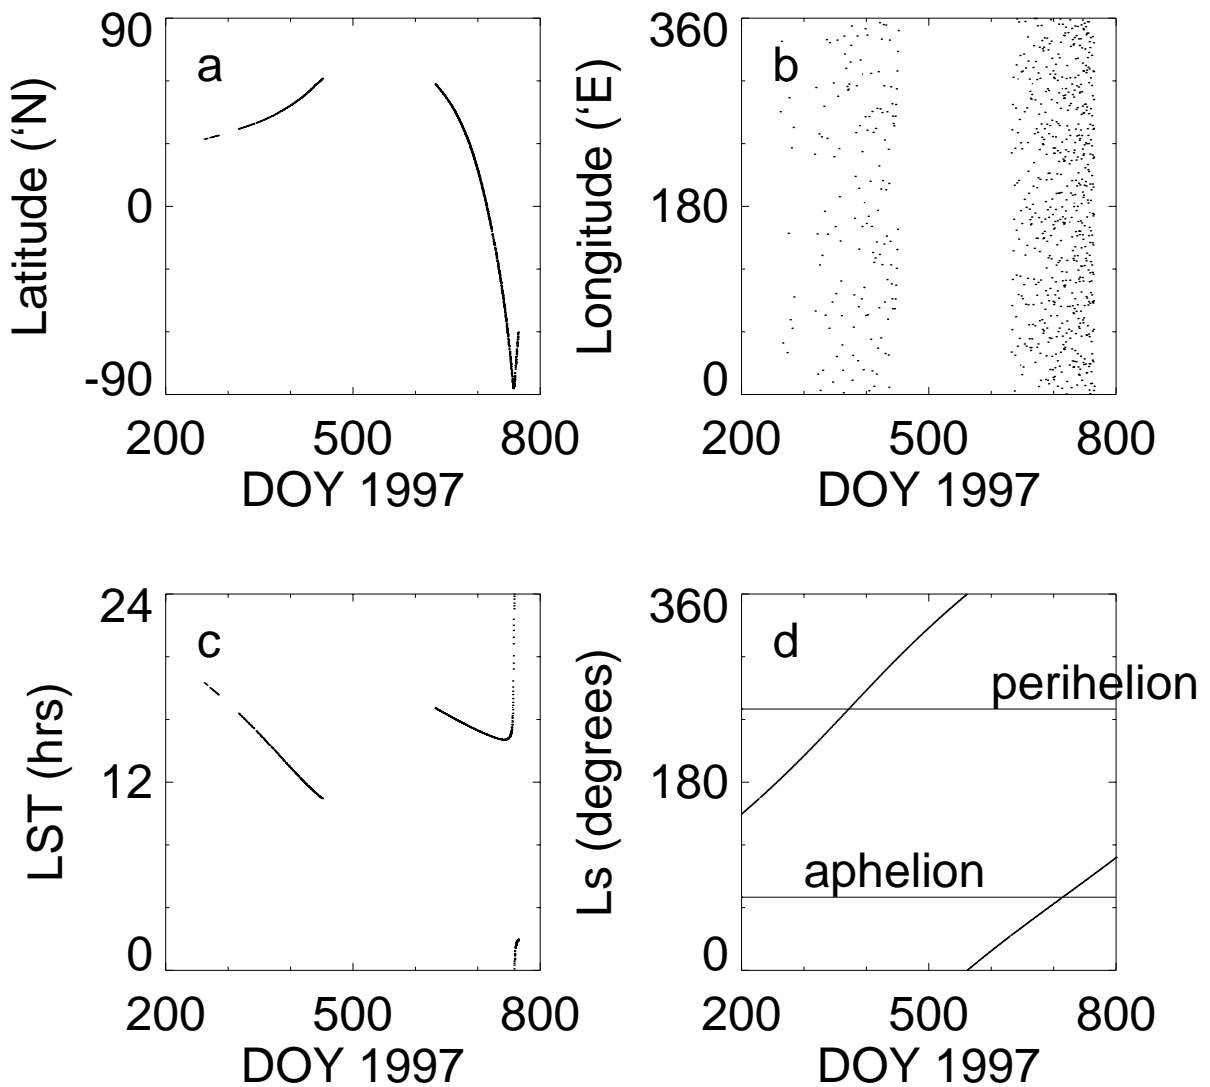 90
a
0
-90
Latitude (‘N)
200 500 800
DOY 1997
360
b
180
0
Longitude (‘E)
200 500 800
DOY 1997
24
c
12
0
LST (hrs)
200 500 800
DOY 1997
360
d
perihelion
180
aphelion
0
Ls (degrees)
200 500 800
DOY 1997